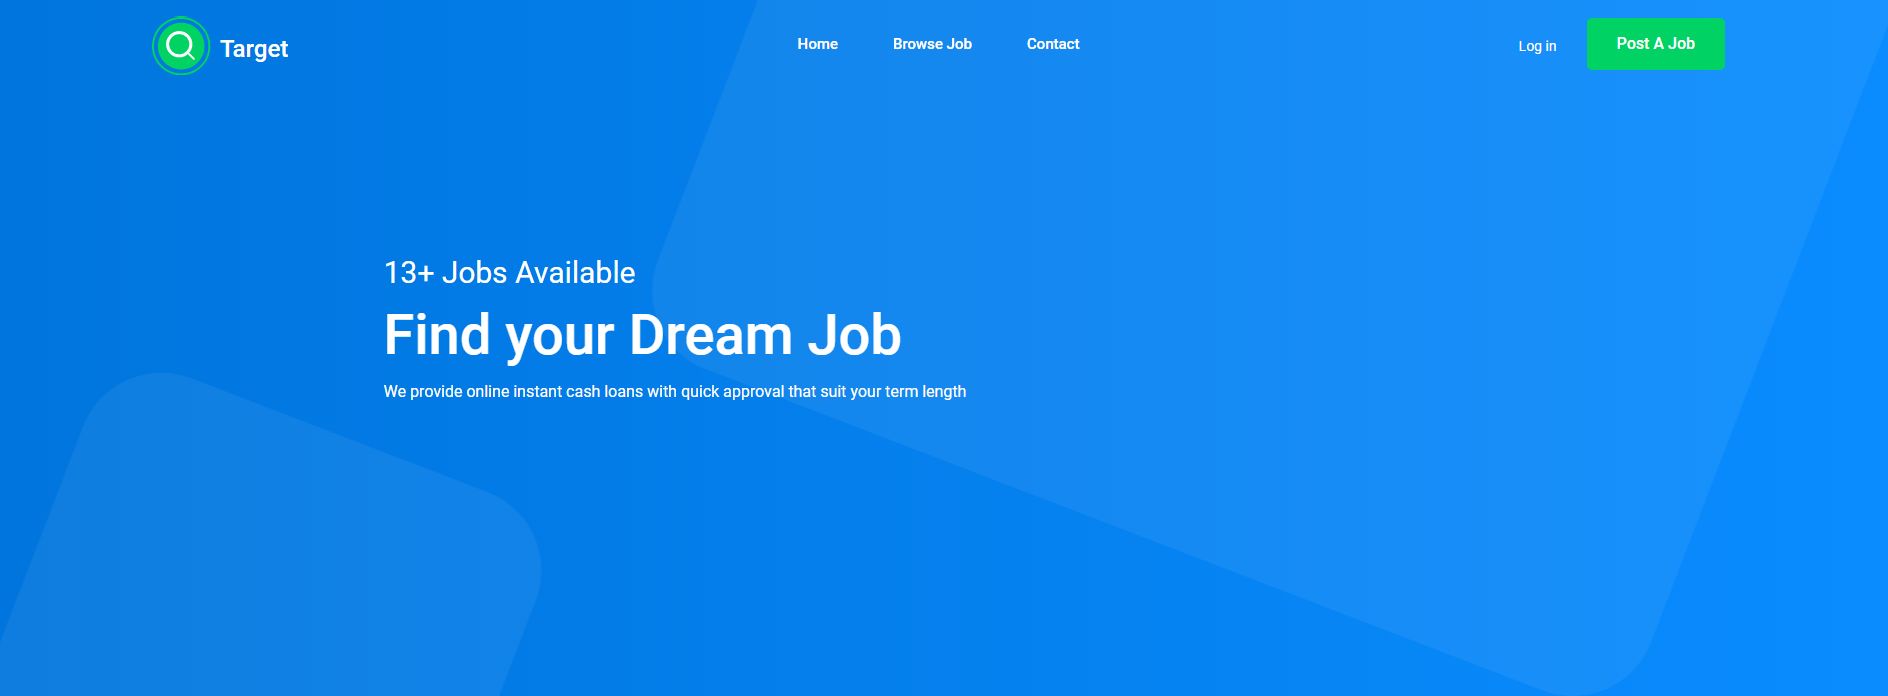 Target
Home Browse Job Contact
Log in
Post A Job
13+ Jobs Available
Find your Dream Job
We provide online instant cash loans with quick approval that suit your term length